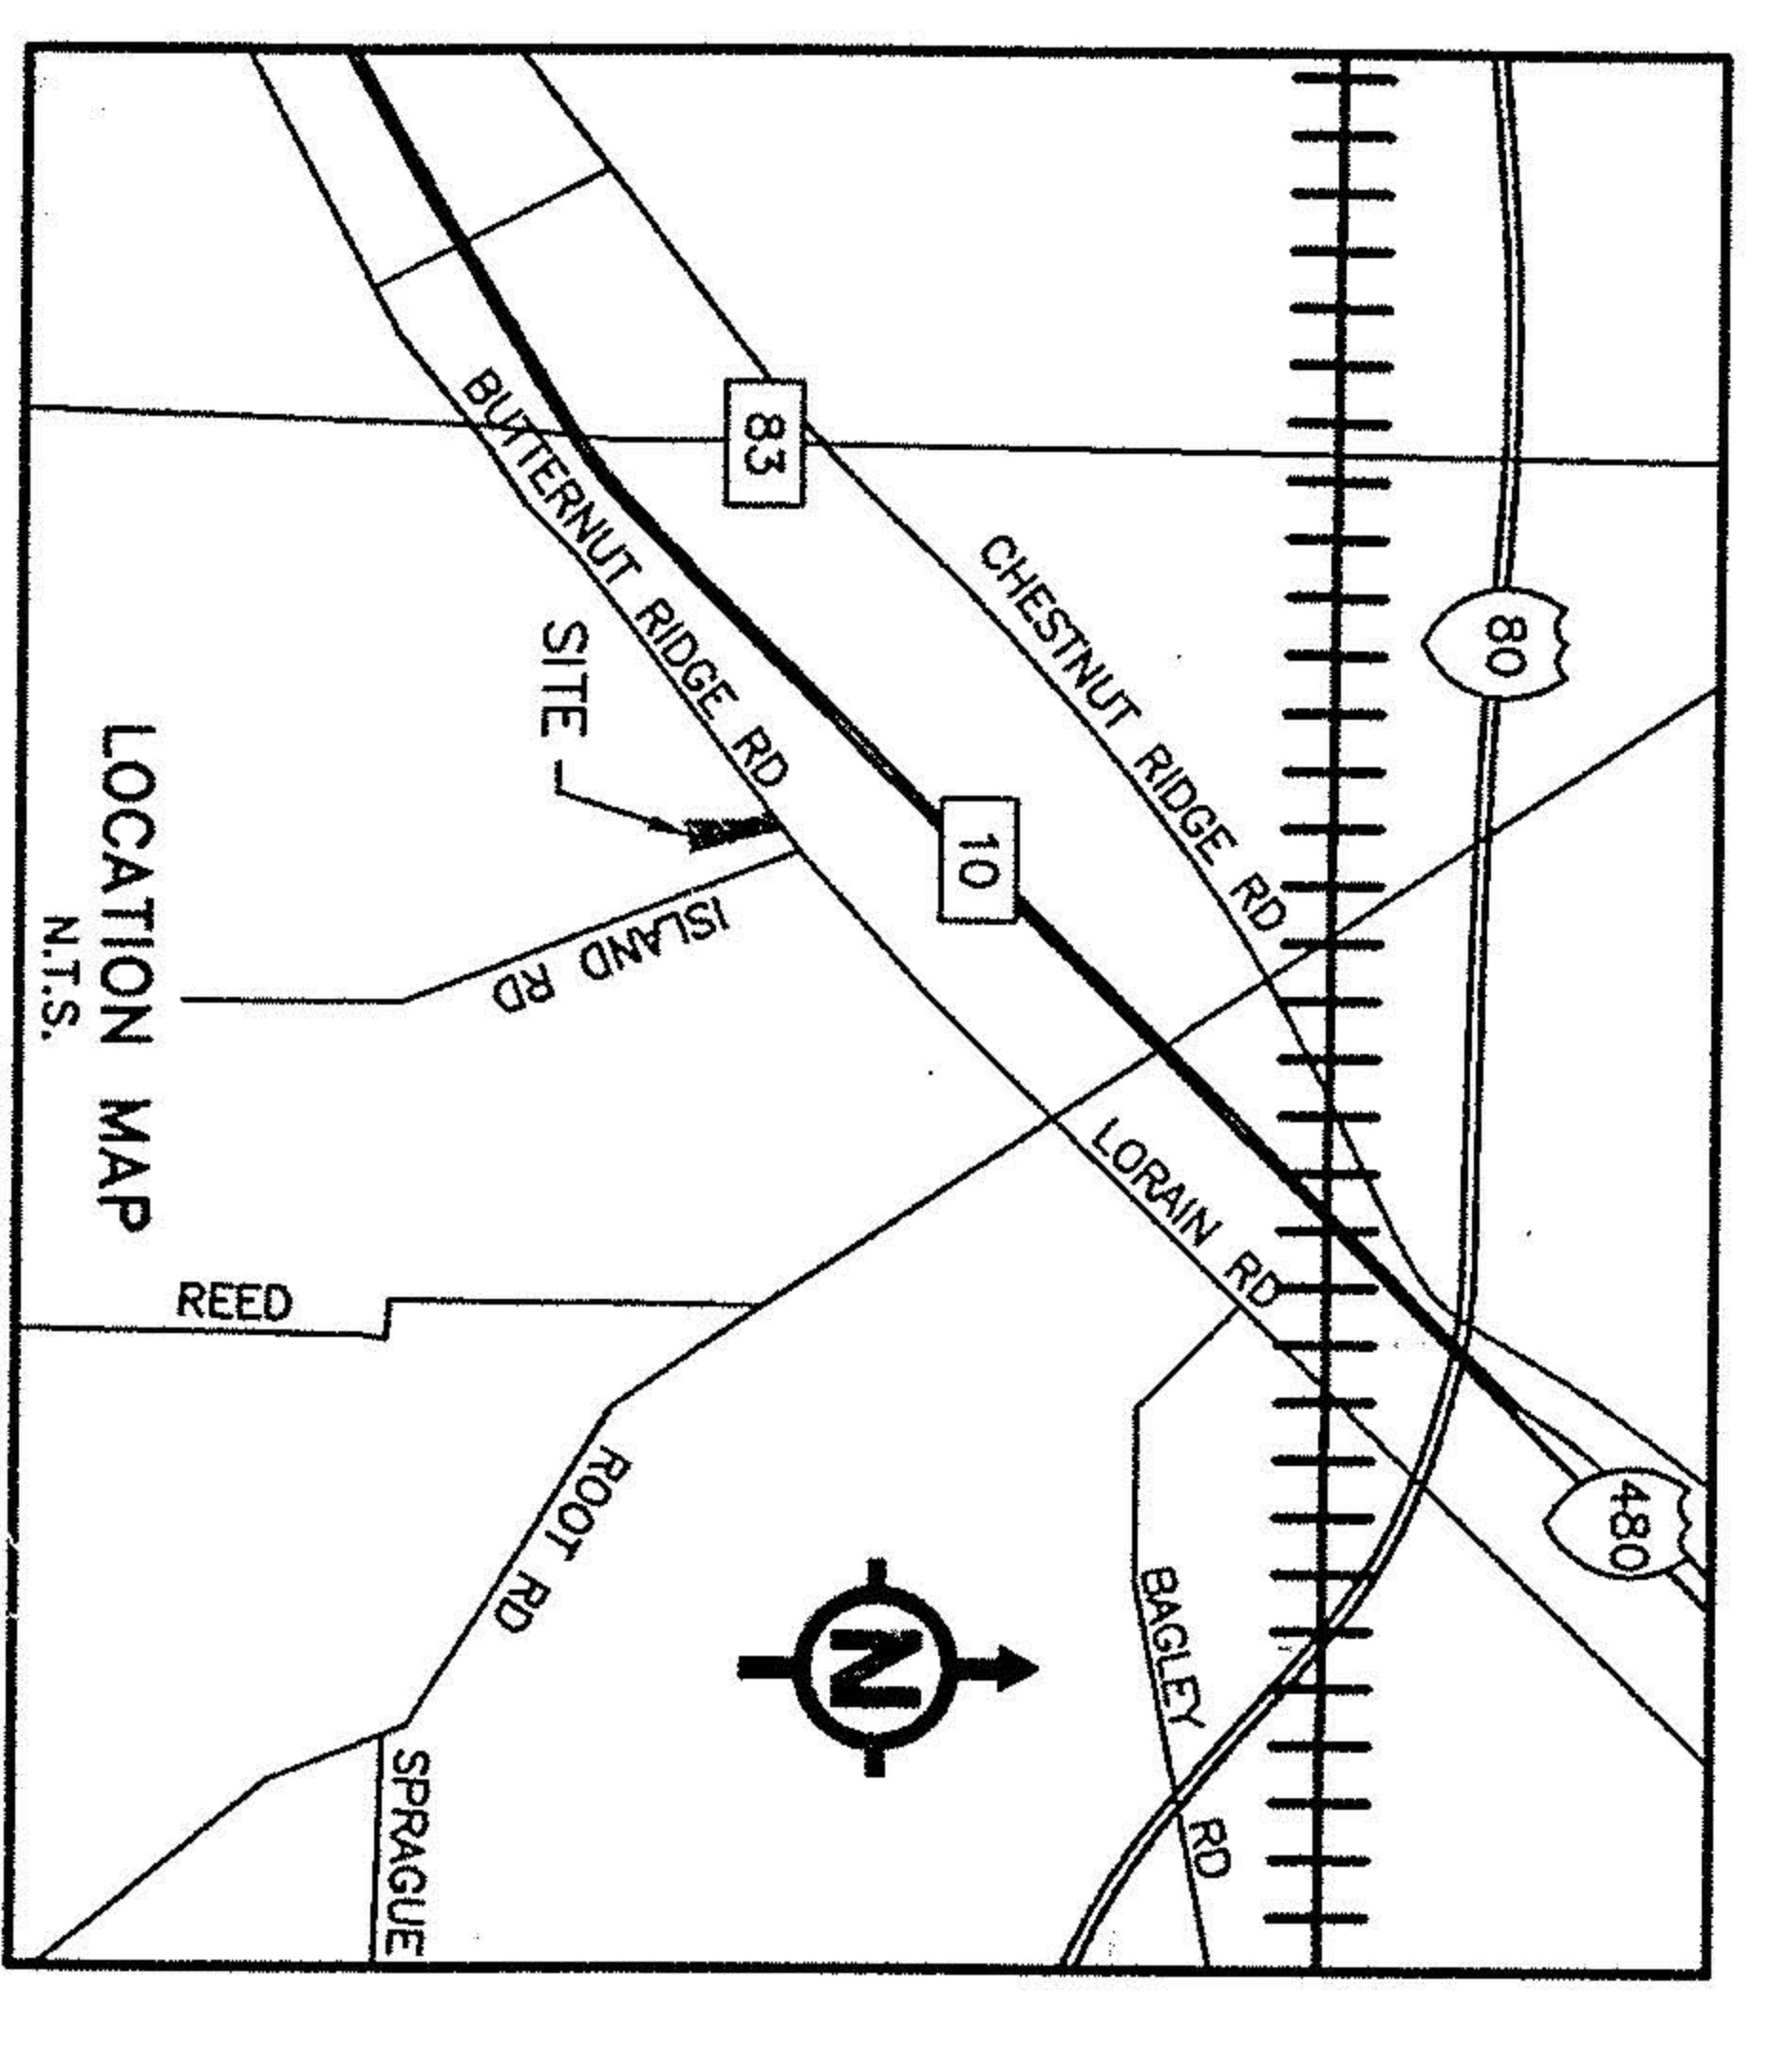 80
480
CHESTNUT RIDGE RD
83
10
BUTTERNUT RIDGE RD
LORAIN RD
BAGLEY RD
SITE
ISLAND RD
N
ROOT RD
SPRAGUE
REED
LOCATION MAP
N.T.S.